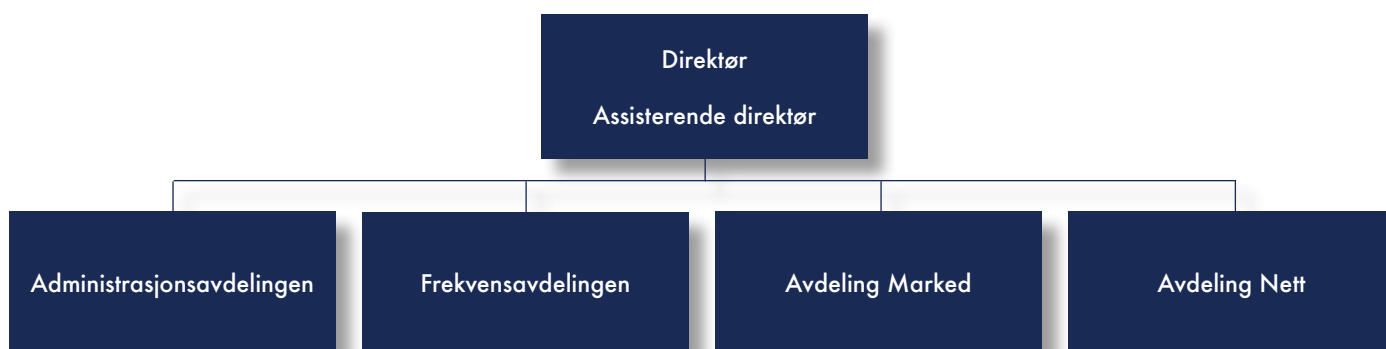 Direktør
Assisterende direktør
Administrasjonsavdelingen
Frekvensavdelingen
Avdeling Marked
Avdeling Nett